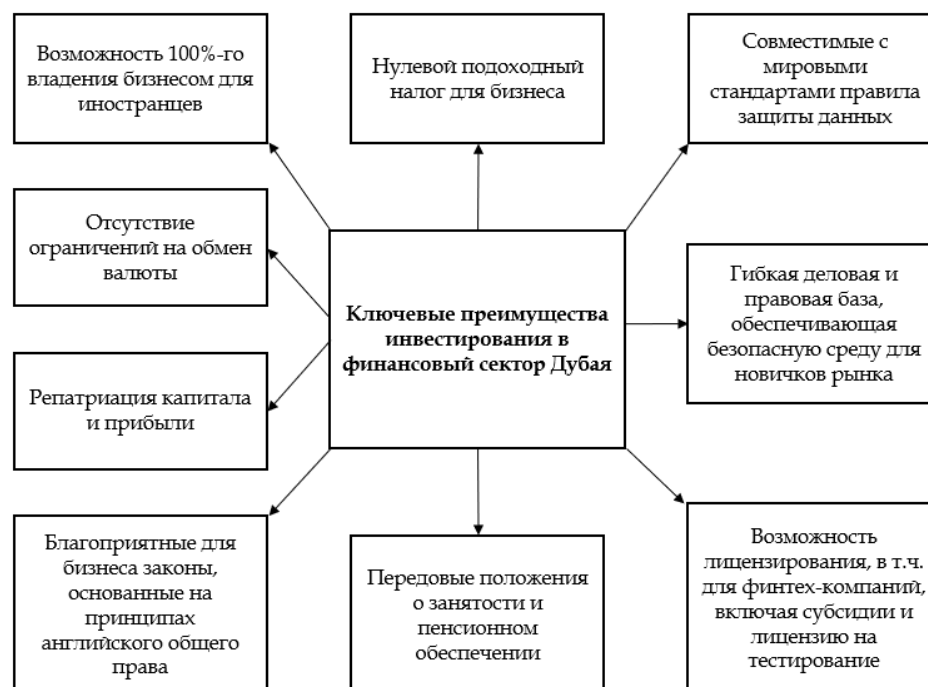 Возможность 100%-го
владения бизнесом для
иностранцев
Нулевой подоходный
налог для бизнеса
Совместимые с
мировыми
стандартами правила
защиты данных
Отсутствие
ограничений на обмен
валюты
Ключевые преимущества
инвестирования в
финансовый сектор Дубая
Гибкая деловая и
правовая база,
обеспечивающая
безопасную среду для
новичков рынка
Репатриация капитала
и прибыли
Благоприятные для
бизнеса законы,
основанные на
принципах
английского общего
права
Передовые положения
о занятости и
пенсионном
обеспечении
Возможность
лицензирования, в т.ч.
для финтех-компаний,
включая субсидии и
лицензию на
тестирование